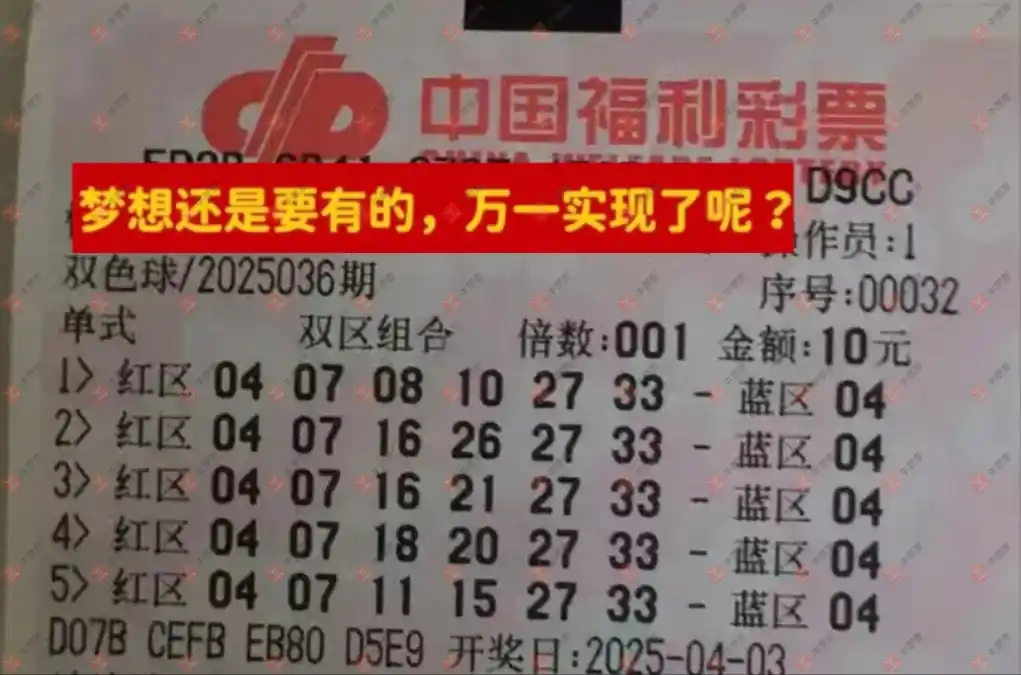 中国福利彩票
D9CC
梦想还是要有的，万一实现了呢？
操作员:1
双色球/2025036期
序号:00032
单式 双区组合 倍数:001 金额:10元
1> 红区 04 07 08 10 27 33 - 蓝区 04
2> 红区 04 07 16 26 27 33 - 蓝区 04
3> 红区 04 07 16 21 27 33 - 蓝区 04
4> 红区 04 07 18 20 27 33 - 蓝区 04
5> 红区 04 07 11 15 27 33 - 蓝区 04
D07B CEFB EB80 D5E9 开奖日:2025-04-03